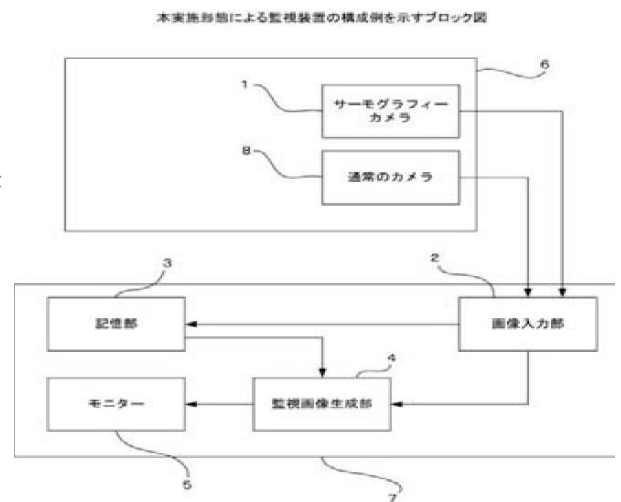 本実施形態による監視装置の構成例を示すブロック図
6
1
サーモグラフィー
カメラ
8
通常のカメラ
3
2
記憶部
画像入力部
4
モニター
監視画像生成部
5
7